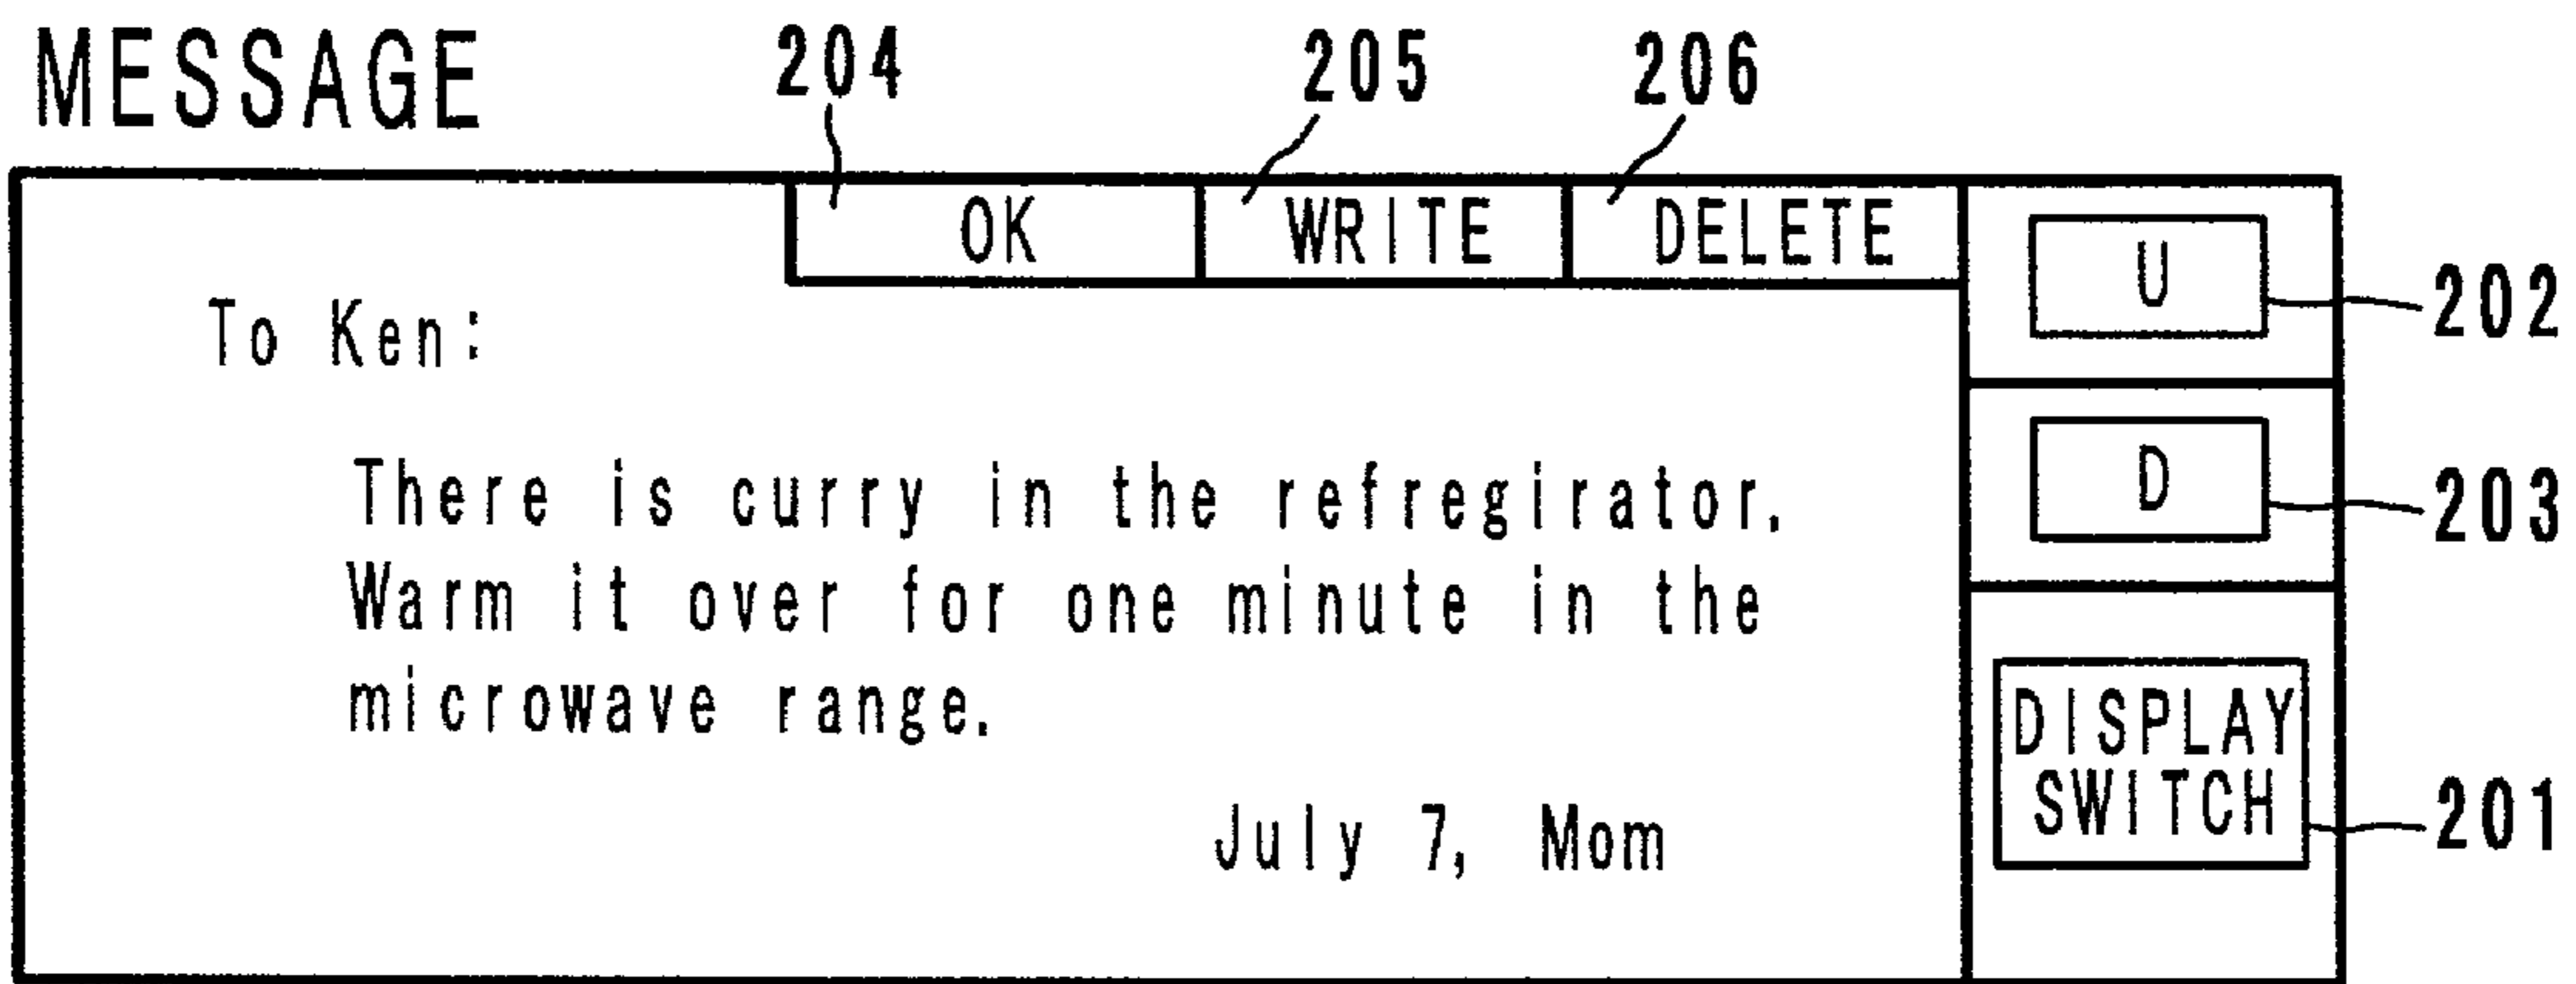 MESSAGE
204 205 206
OK WRITE DELETE
U 202
To Ken:
D 203
There is curry in the refregirator.
Warm it over for one minute in the
microwave range.
DISPLAY
SWITCH 201
July 7, Mom